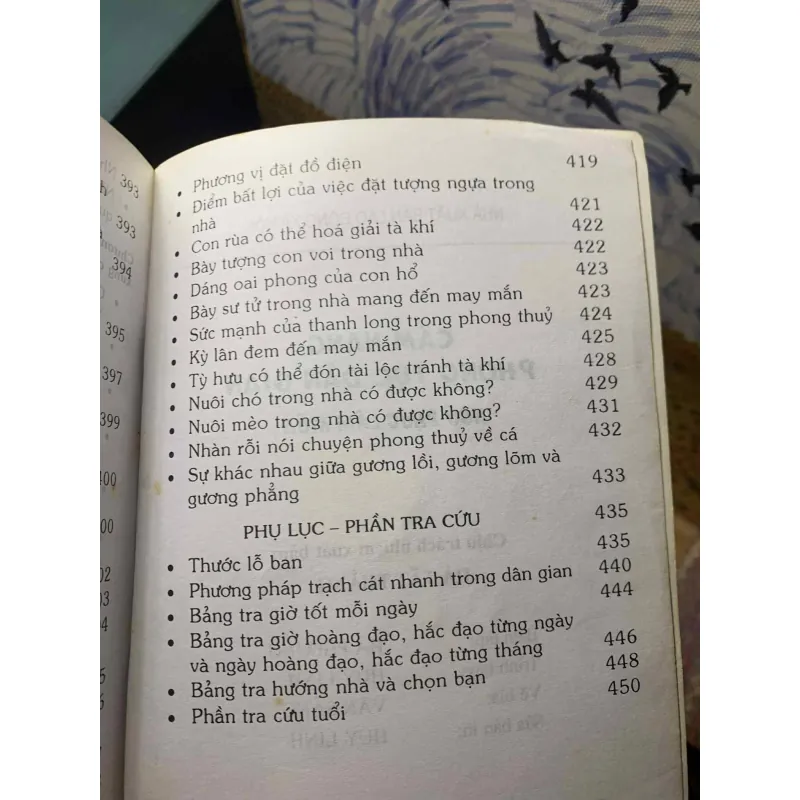 • Phương vị đặt đồ điện 419
• Điểm bất lợi của việc đặt tượng ngựa trong
nhà 421
• Con rùa có thể hoá giải tà khí 422
• Bày tượng con voi trong nhà 422
• Dáng oai phong của con hổ 423
• Bày sư tử trong nhà mang đến may mắn 423
• Sức mạnh của thanh long trong phong thuỷ 424
• Kỳ lân đem đến may mắn 425
• Tỳ hưu có thể đón tài lộc tránh tà khí 428
• Nuôi chó trong nhà có được không? 429
• Nuôi mèo trong nhà có được không? 431
• Nhàn rỗi nói chuyện phong thuỷ về cá 432
• Sự khác nhau giữa gương lồi, gương lõm và
gương phẳng 433
PHỤ LỤC – PHẦN TRA CỨU 435
• Thước lỗ ban 435
• Phương pháp trạch cát nhanh trong dân gian 440
• Bảng tra giờ tốt mỗi ngày 444
• Bảng tra giờ hoàng đạo, hắc đạo từng ngày
và ngày hoàng đạo, hắc đạo từng tháng 446
• Bảng tra hướng nhà và chọn bạn 448
• Phần tra cứu tuổi 450
393
393
394
395
397
399